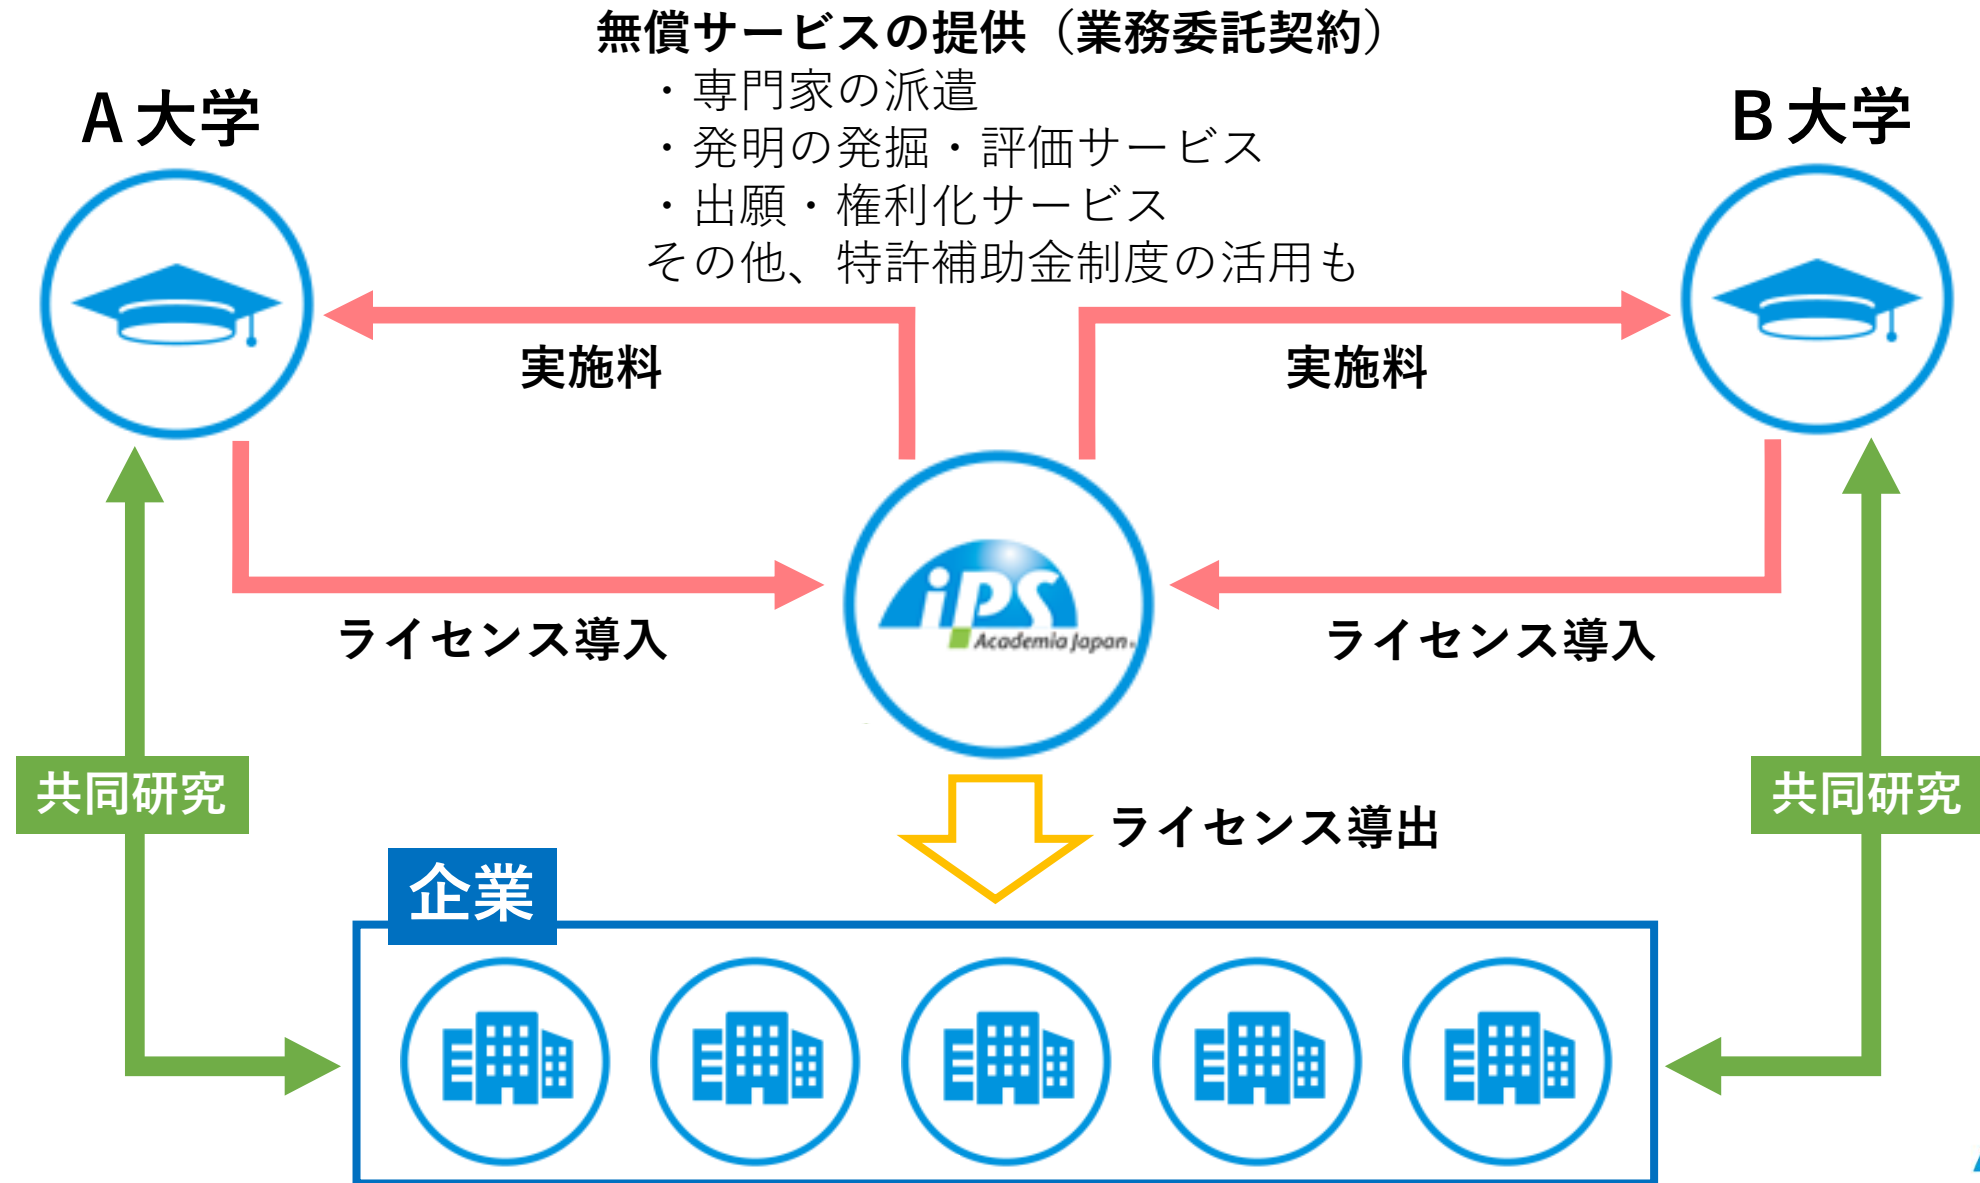 無償サービスの提供（業務委託契約）
・専門家の派遣
・発明の発掘・評価サービス
・出願・権利化サービス
その他、特許補助金制度の活用も
A大学
B大学
実施料
実施料
iPS
Academia Japan
ライセンス導入
ライセンス導入
共同研究
共同研究
ライセンス導出
企業